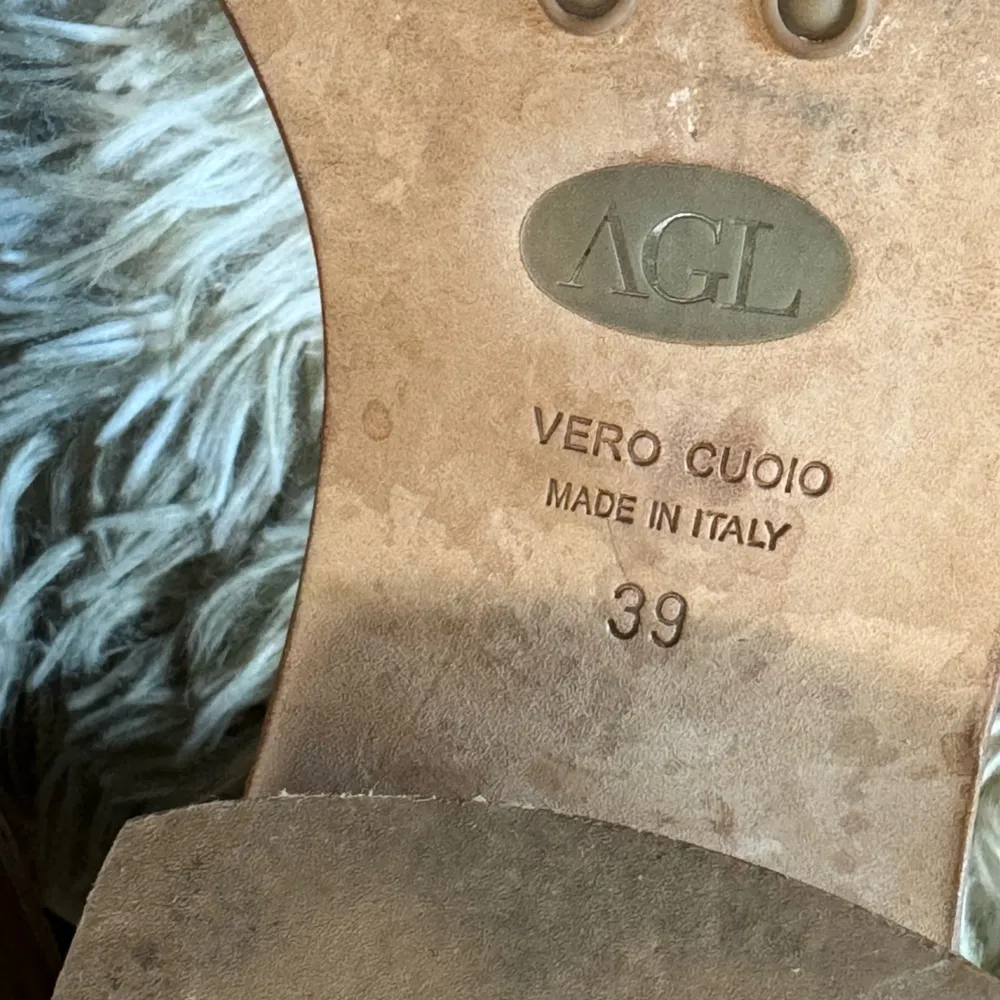 AGL
VERO CUOIO
MADE IN ITALY
39